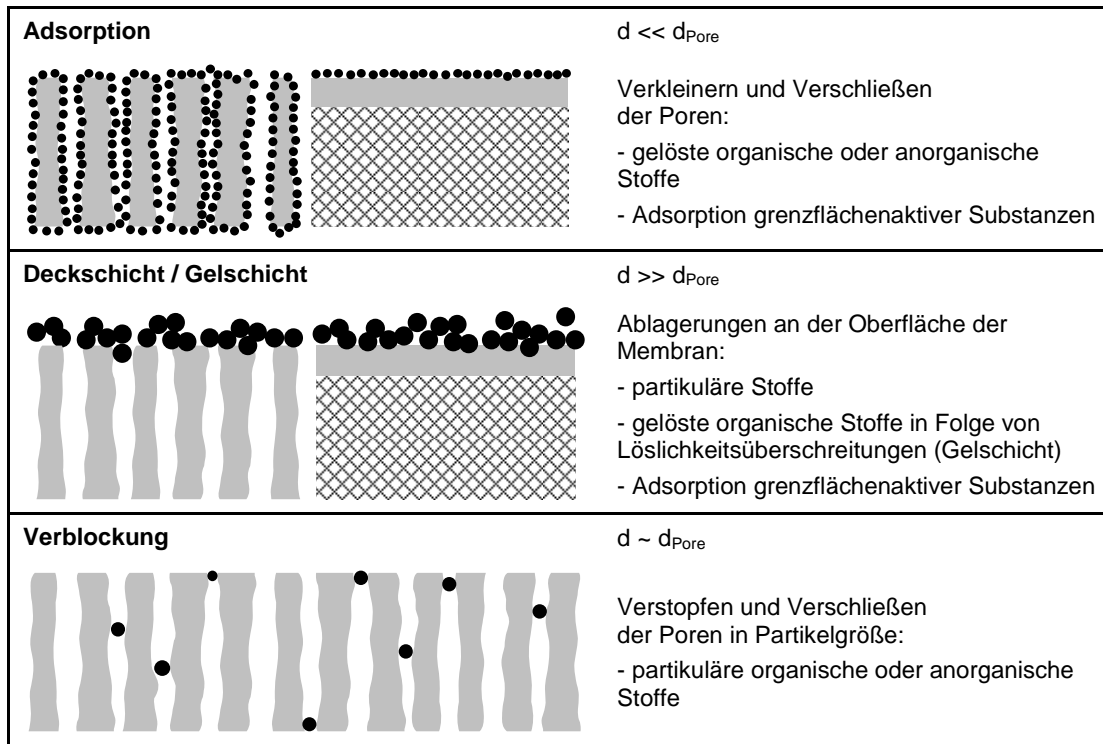 Adsorption
d << dPore
Verkleinern und Verschließen
der Poren:
- gelöste organische oder anorganische
Stoffe
- Adsorption grenzflächenaktiver Substanzen
Deckschicht / Gelschicht
d >> dPore
Ablagerungen an der Oberfläche der
Membran:
- partikuläre Stoffe
- gelöste organische Stoffe in Folge von
Löslichkeitsüberschreitungen (Gelschicht)
- Adsorption grenzflächenaktiver Substanzen
Verblockung
d ~ dPore
Verstopfen und Verschließen
der Poren in Partikelgröße:
- partikuläre organische oder anorganische
Stoffe